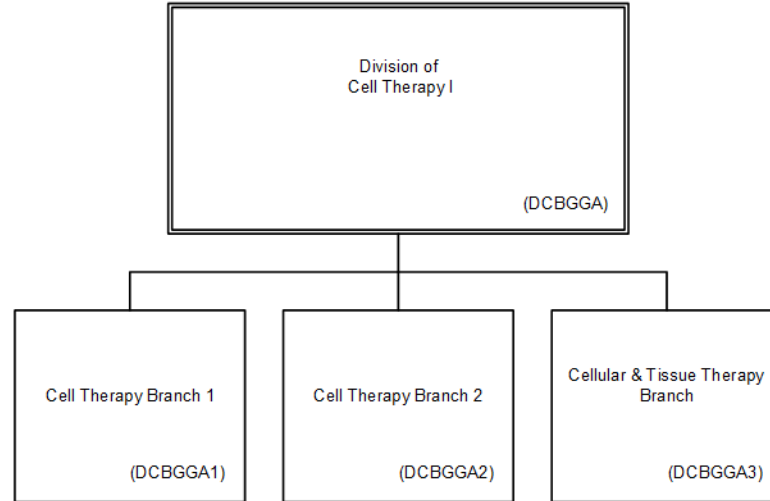 Division of
Cell Therapy I
(DCBGGA)
Cell Therapy Branch 1
(DCBGGA1)
Cell Therapy Branch 2
(DCBGGA2)
Cellular & Tissue Therapy
Branch
(DCBGGA3)